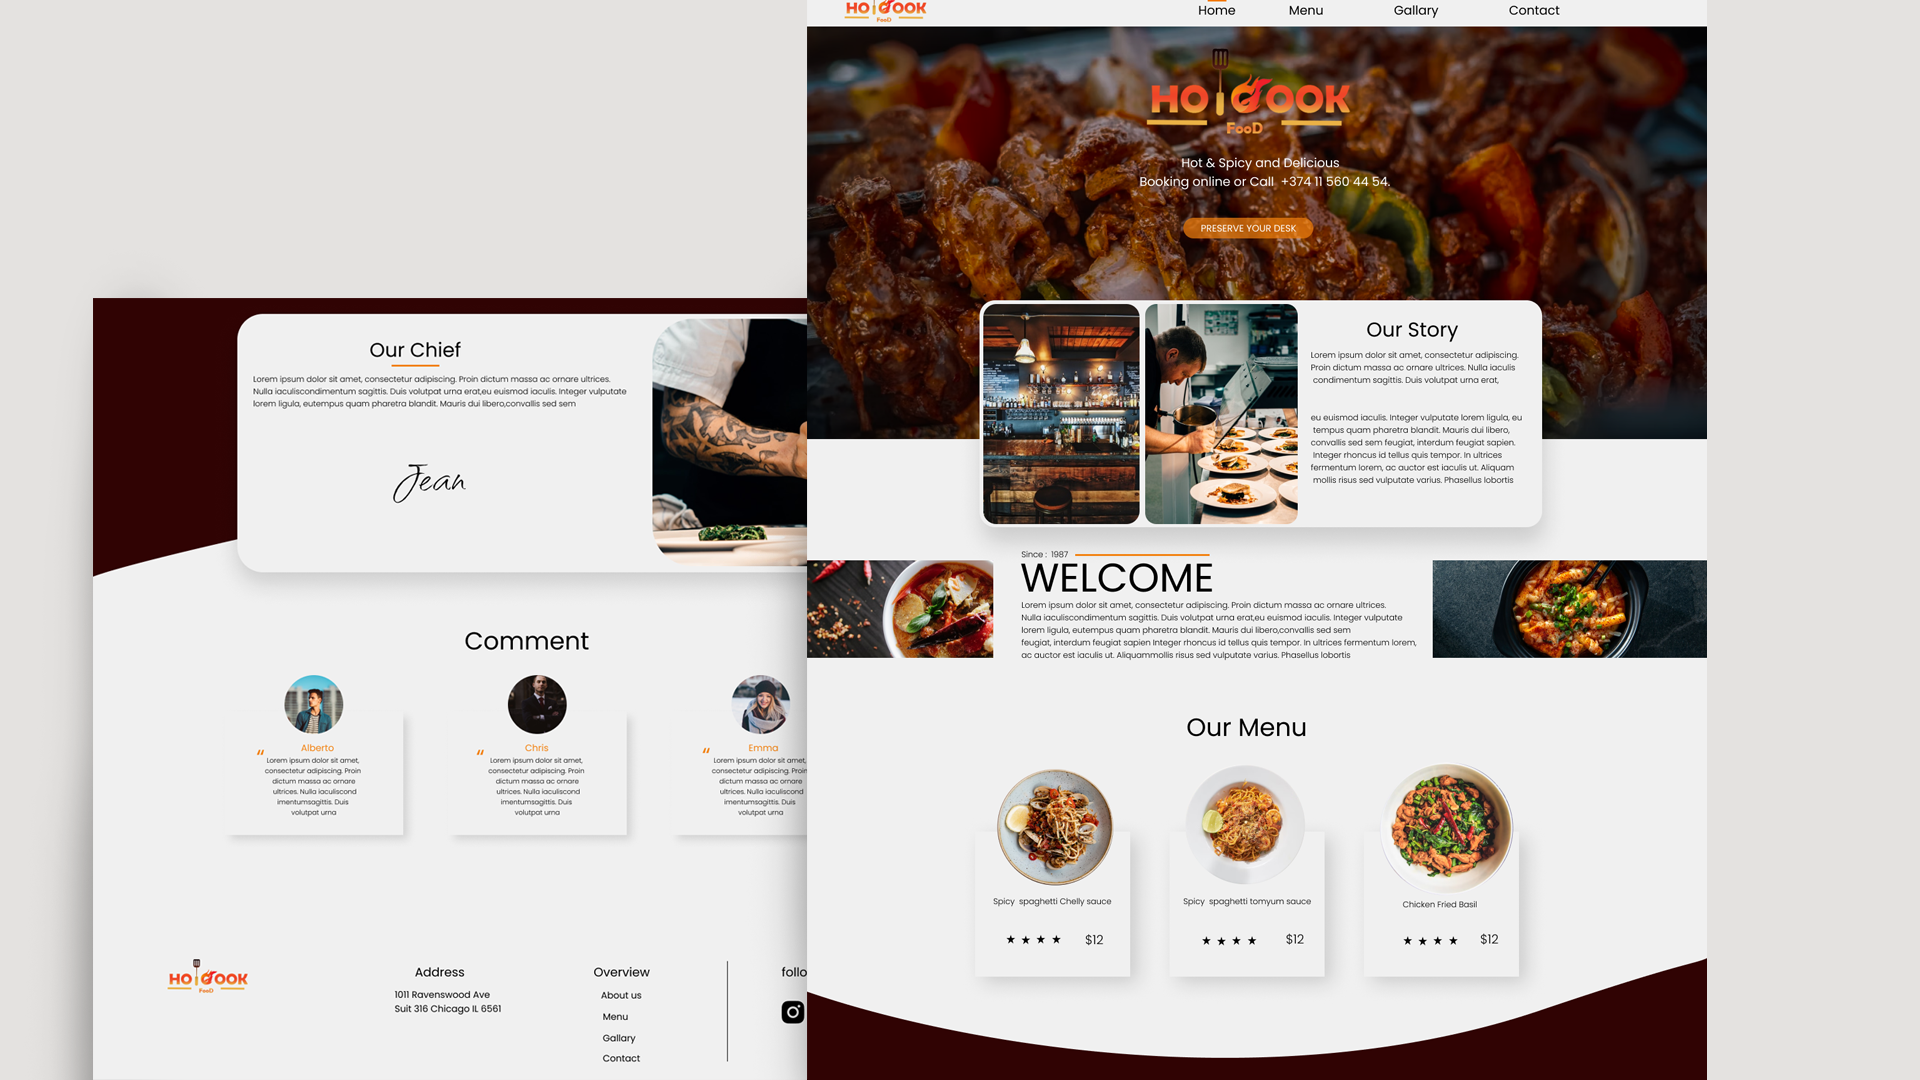 Our Chief
Lorem ipsum dolor sit amet, consectetur adipiscing. Proin dictum massa ac ornare ultrices.
Nulla iaculiscondimentum sagittis. Duis volutpat urna erat,eu euismod iaculis. Integer vulputate
lorem ligula, eutempus quam pharetra blandit. Mauris dui libero,convallis sed sem
Jean
Comment
“ Alberto
Lorem ipsum dolor sit amet,
consectetur adipiscing. Proin
dictum massa ac ornare
ultrices. Nulla iaculiscond
imentumsagittis. Duis
volutpat urna
“ Chris
Lorem ipsum dolor sit amet,
consectetur adipiscing. Proin
dictum massa ac ornare
ultrices. Nulla iaculiscond
imentumsagittis. Duis
volutpat urna
“ Emma
Lorem ipsum dolor sit amet,
consectetur adipiscing. Proin
dictum massa ac ornare
ultrices. Nulla iaculiscond
imentumsagittis. Duis
volutpat urna
HOTCOOK
FooD
Address
1011 Ravenswood Ave
Suit 316 Chicago IL 6561
Overview
About us
Menu
Gallary
Contact
follo
HOTCOOK
FooD
Home Menu Gallary Contact
HOTCOOK
FooD
Hot & Spicy and Delicious
Booking online or Call +374 11 560 44 54.
PRESERVE YOUR DESK
Our Story
Lorem ipsum dolor sit amet, consectetur adipiscing.
Proin dictum massa ac ornare ultrices. Nulla iaculis
condimentum sagittis. Duis volutpat urna erat,
eu euismod iaculis. Integer vulputate lorem ligula, eu
tempus quam pharetra blandit. Mauris dui libero,
convallis sed sem feugiat, interdum feugiat sapien.
Integer rhoncus id tellus quis tempor. In ultrices
fermentum lorem, ac auctor est iaculis ut. Aliquam
mollis risus sed vulputate varius. Phasellus lobortis
Since : 1987
WELCOME
Lorem ipsum dolor sit amet, consectetur adipiscing. Proin dictum massa ac ornare ultrices.
Nulla iaculiscondimentum sagittis. Duis volutpat urna erat,eu euismod iaculis. Integer vulputate
lorem ligula, eutempus quam pharetra blandit. Mauris dui libero,convallis sed sem
feugiat, interdum feugiat sapien Integer rhoncus id tellus quis tempor. In ultrices fermentum lorem,
ac auctor est iaculis ut. Aliquammollis risus sed vulputate varius. Phasellus lobortis
Our Menu
Spicy spaghetti Chelly sauce
★ ★ ★ ★ $12
Spicy spaghetti tomyum sauce
★ ★ ★ ★ $12
Chicken Fried Basil
★ ★ ★ ★ $12